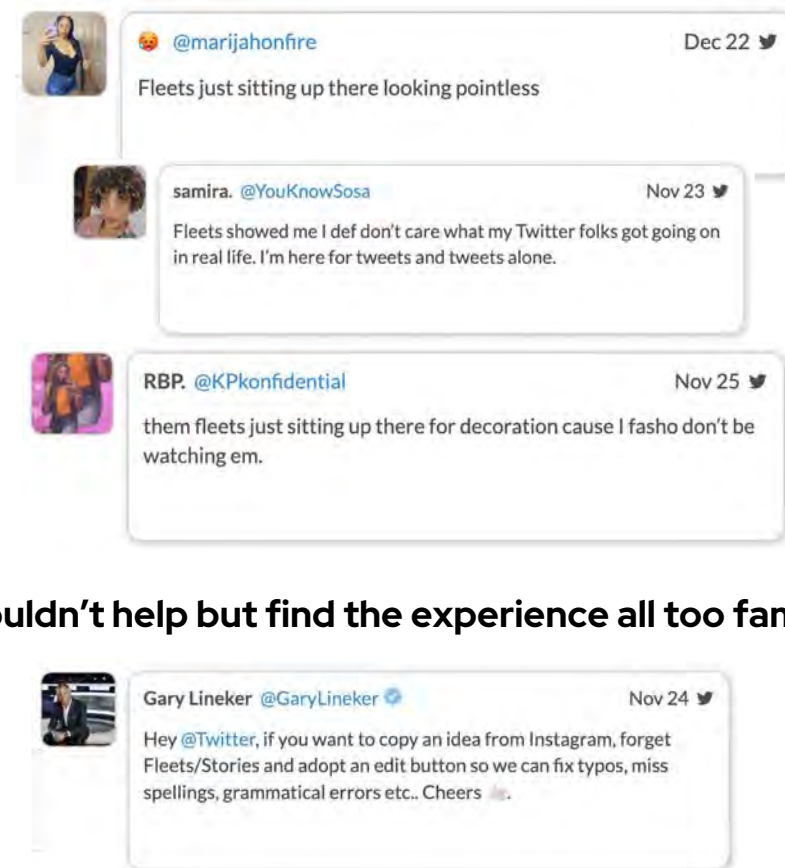 @marijahonfire Dec 22
Fleets just sitting up there looking pointless
samira. @YouKnowSosa Nov 23
Fleets showed me I def don't care what my Twitter folks got going on
in real life. I'm here for tweets and tweets alone.
RBP. @KPkonfidential Nov 25
them fleets just sitting up there for decoration cause I fasho don't be
watching em.
help but find the experience all too
Gary Lineker @GaryLineker Nov 24
Hey @Twitter, if you want to copy an idea from Instagram, forget
Fleets/Stories and adopt an edit button so we can fix typos, miss
spellings, grammatical errors etc.. Cheers .